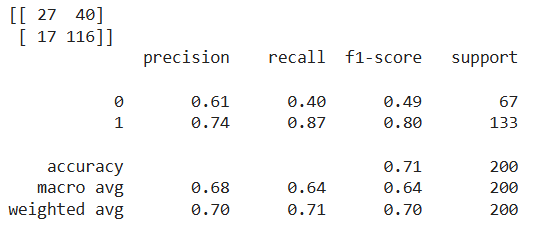 [[ 27  40]
 [ 17 116]]
              precision    recall  f1-score   support

           0       0.61      0.40      0.49        67
           1       0.74      0.87      0.80       133

    accuracy                           0.71       200
   macro avg       0.68      0.64      0.64       200
weighted avg       0.70      0.71      0.70       200